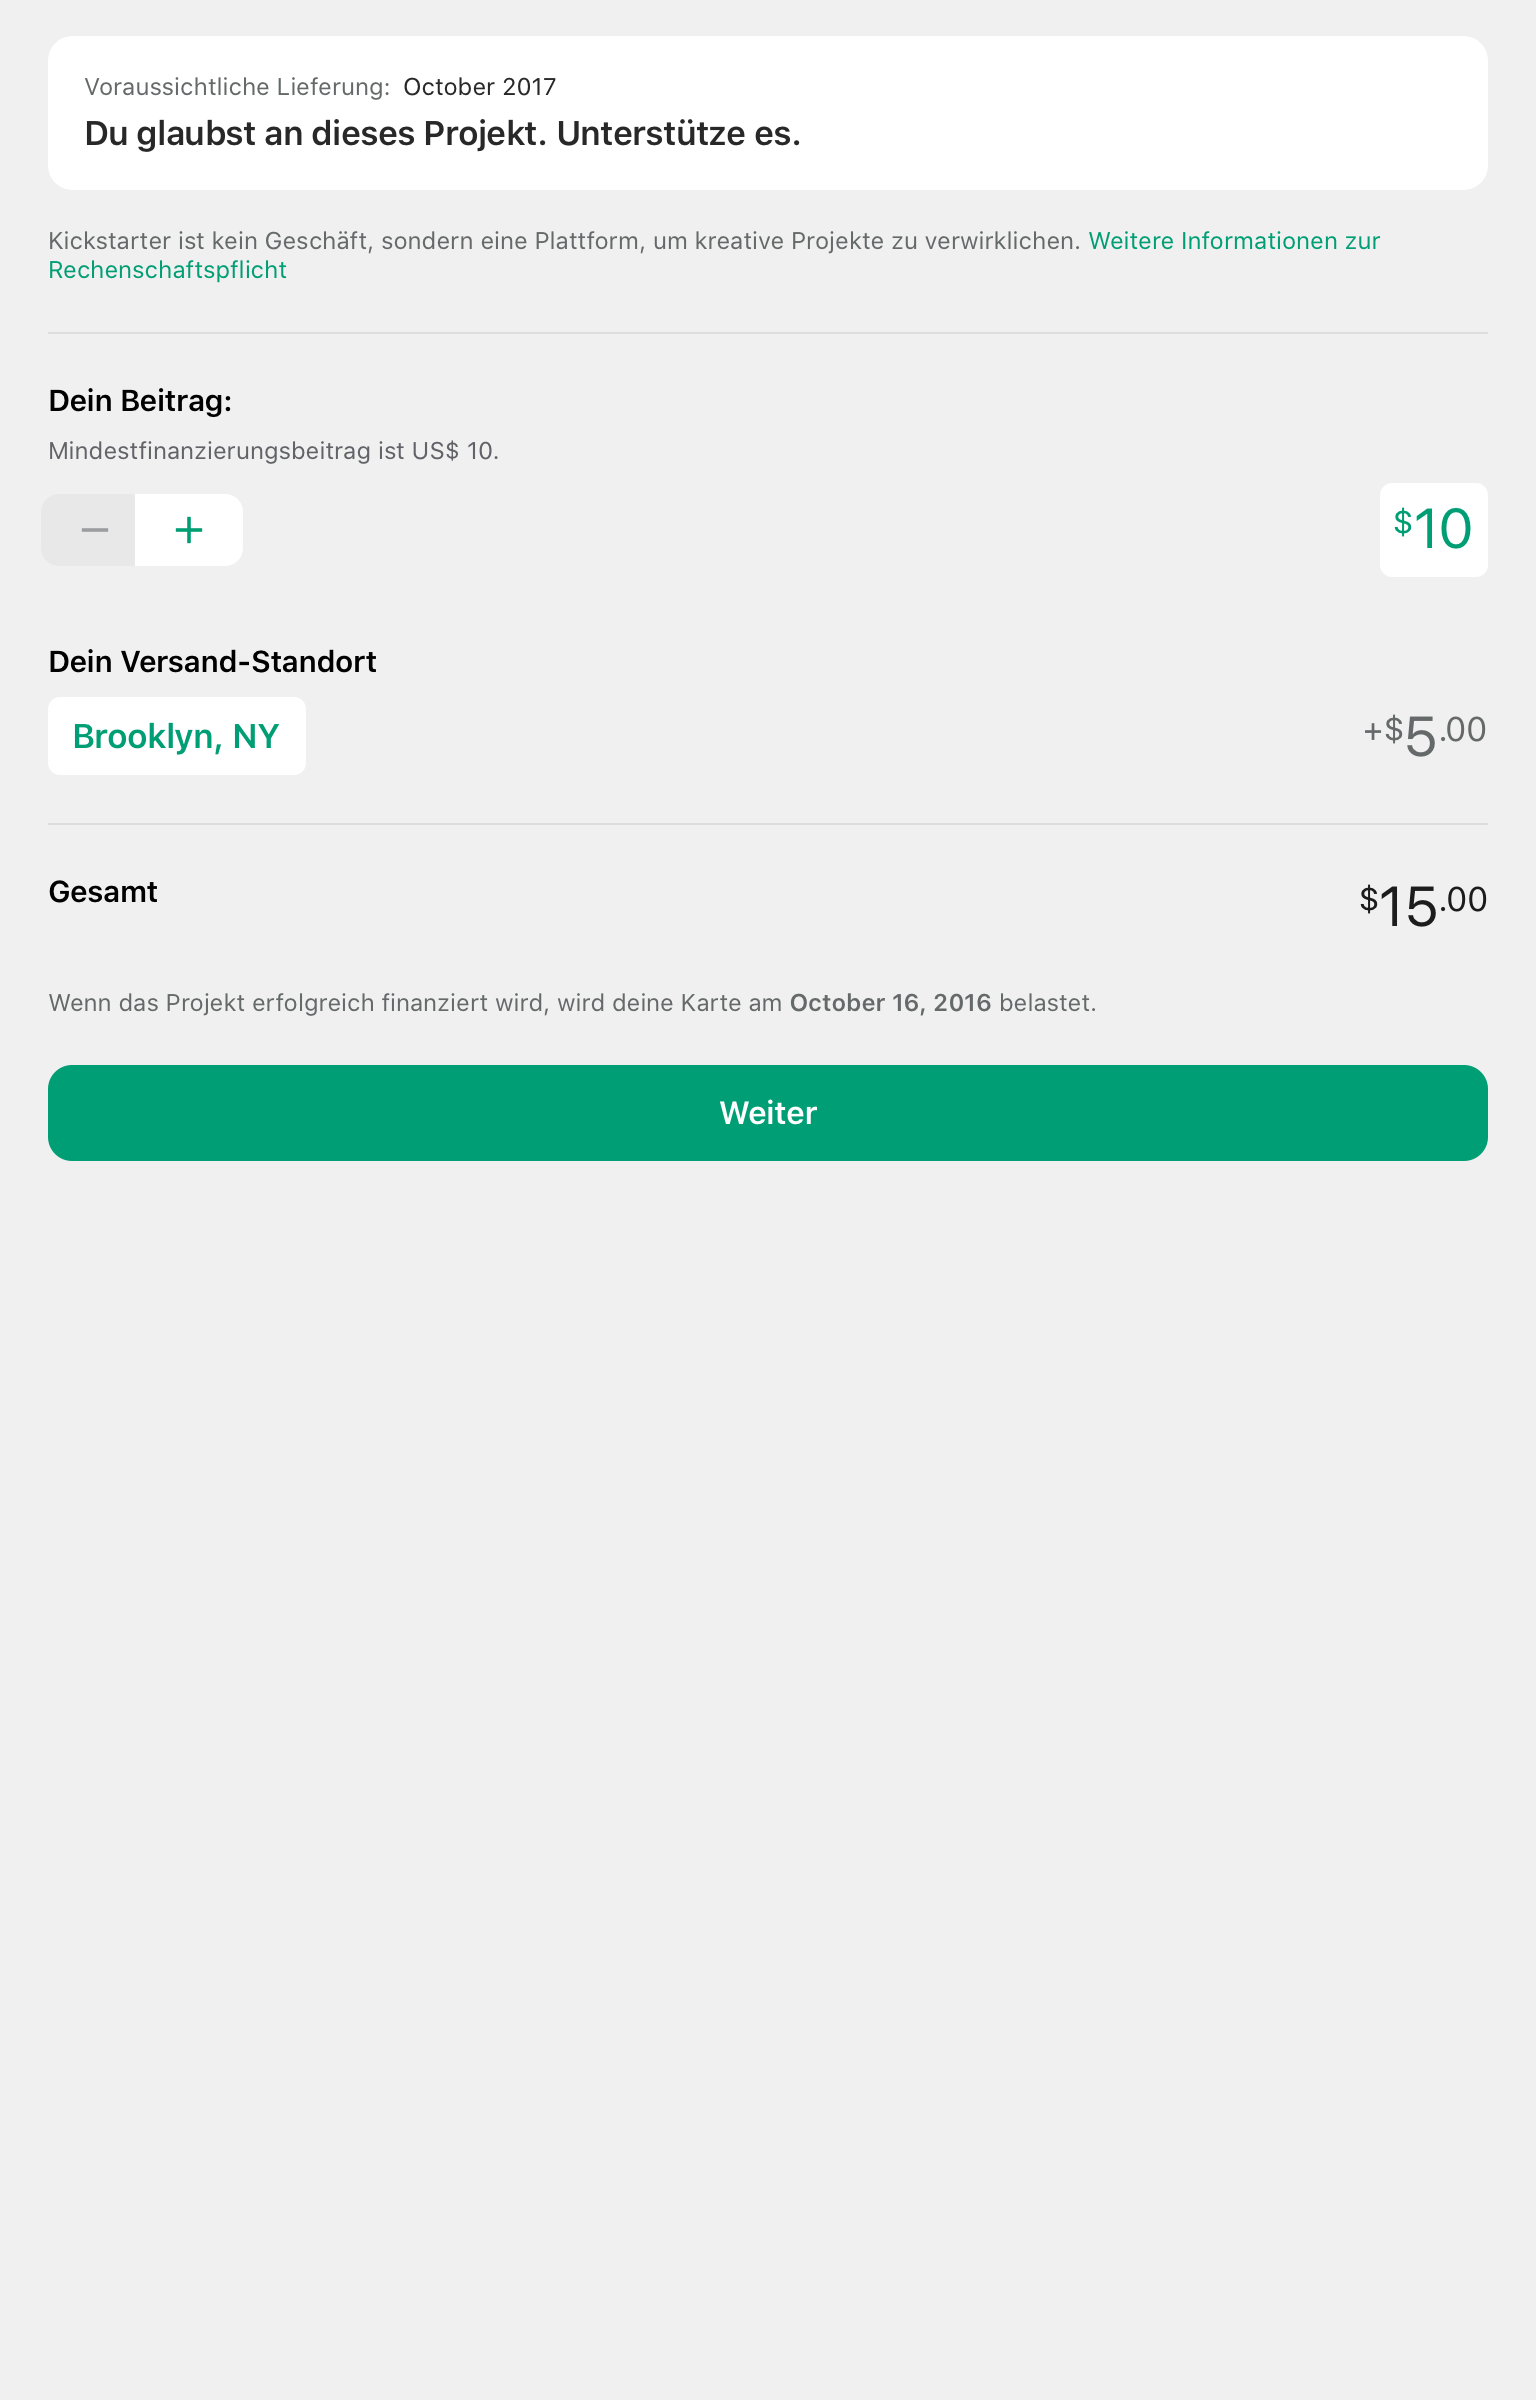 Voraussichtliche Lieferung: October 2017
Du glaubst an dieses Projekt. Unterstütze es.
Kickstarter ist kein Geschäft, sondern eine Plattform, um kreative Projekte zu verwirklichen. Weitere Informationen zur
Rechenschaftspflicht
Dein Beitrag:
Mindestfinanzierungsbeitrag ist US$ 10.
− + $10
Dein Versand-Standort
Brooklyn, NY +$5.00
Gesamt $15.00
Wenn das Projekt erfolgreich finanziert wird, wird deine Karte am October 16, 2016 belastet.
Weiter